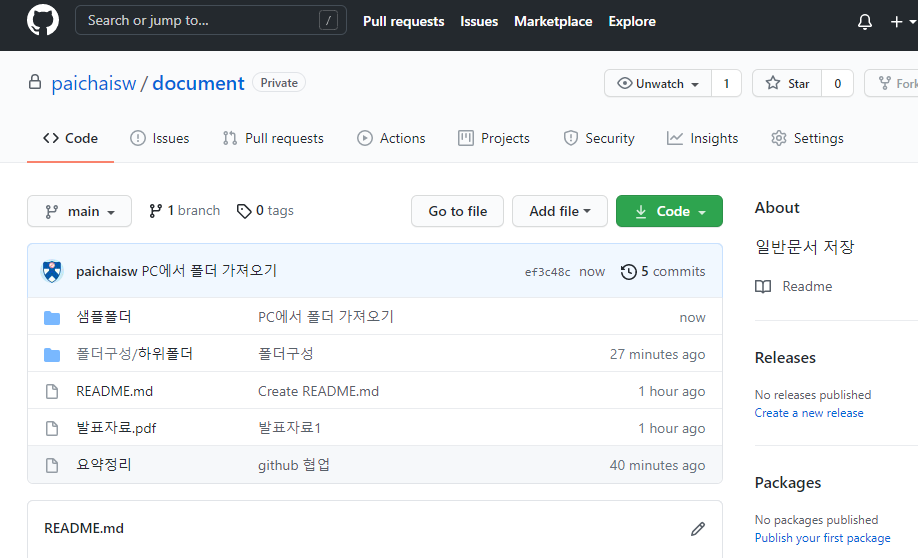 Search or jump to... /
Pull requests Issues Marketplace Explore
paichaisw / document Private
Unwatch 1 Star 0 Fork
Code Issues Pull requests Actions Projects Security Insights Settings
main 1 branch 0 tags Go to file Add file Code
paichaisw PC에서 폴더 가져오기 ef3c48c now 5 commits
샘플폴더 PC에서 폴더 가져오기 now
폴더구성/하위폴더 폴더구성 27 minutes ago
README.md Create README.md 1 hour ago
발표자료.pdf 발표자료1 1 hour ago
요약정리 github 협업 40 minutes ago
README.md
About
일반문서 저장
Readme
Releases
No releases published
Create a new release
Packages
No packages published
Publish your first package